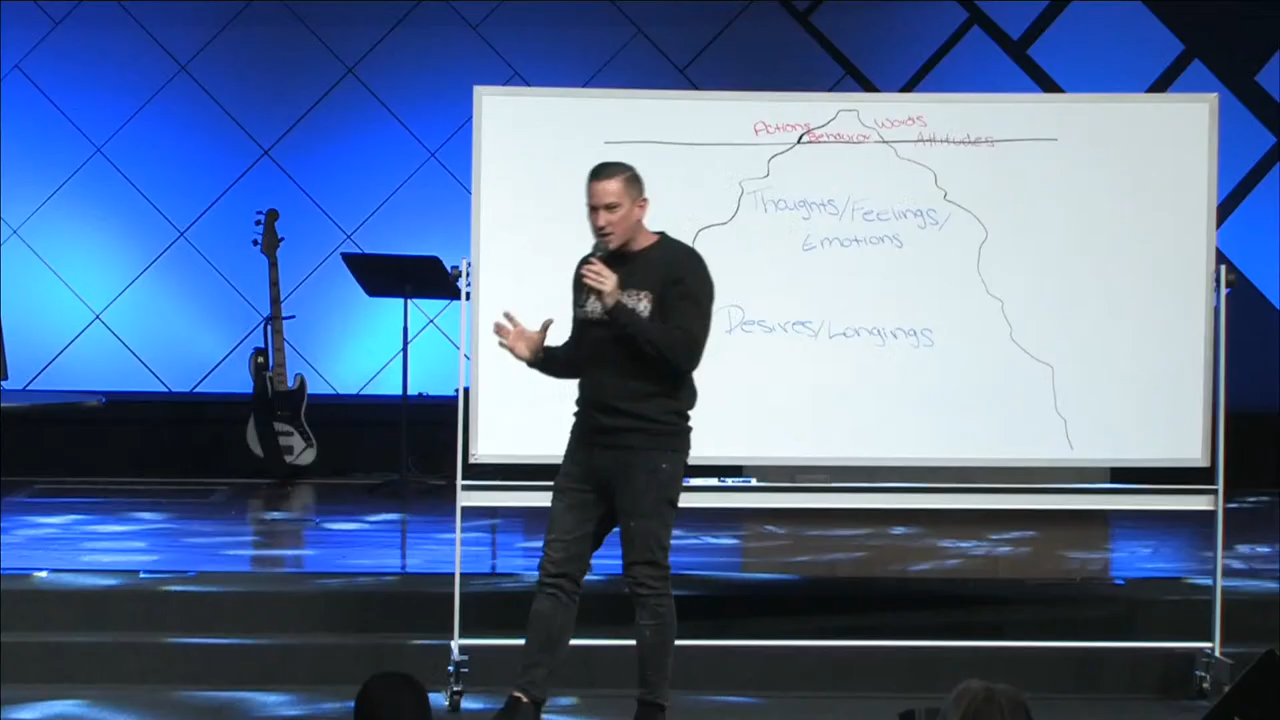 Actions Words
Behavior Attitudes
Thoughts/Feelings/
Emotions
Desires/Longings